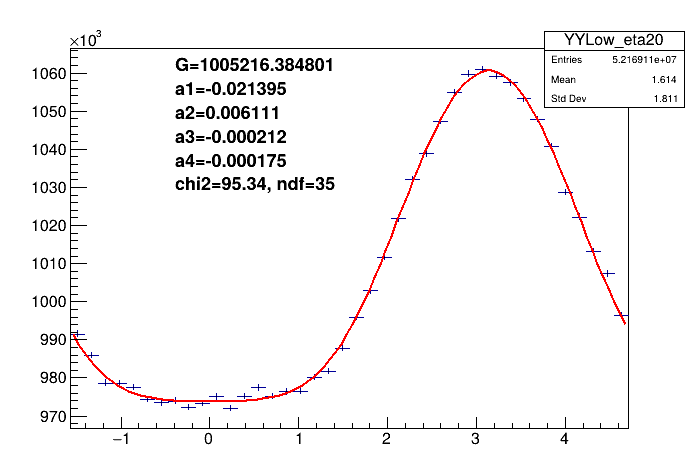 ×10³
YYLow_eta20
Entries 5.216911e+07
Mean 1.614
Std Dev 1.811
G=1005216.384801
a1=-0.021395
a2=0.006111
a3=-0.000212
a4=-0.000175
chi2=95.34, ndf=35
1060
1050
1040
1030
1020
1010
1000
990
980
970
−1 0 1 2 3 4